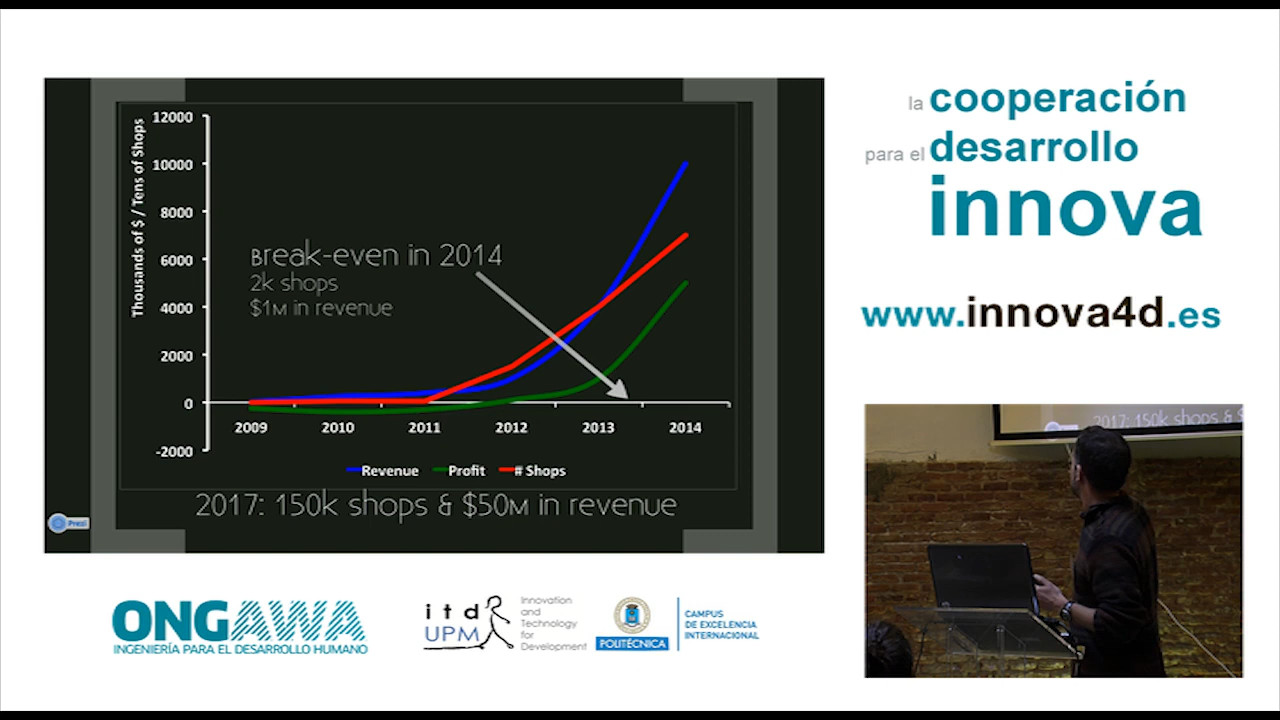 12000
10000
8000
6000
4000
2000
0
-2000
Thousands of $ / Tens of Shops
Break-even in 2014
2k shops
$1M in revenue
2009 2010 2011 2012 2013 2014
Revenue Profit # Shops
2017: 150k shops & $50M in revenue
Prezi
la cooperación
para el desarrollo
innova
www.innova4d.es
2017: 150k shops & $
ONGAWA
INGENIERÍA PARA EL DESARROLLO HUMANO
itd
UPM
Innovation
and
Technology
for
Development
POLITÉCNICA
CAMPUS
DE EXCELENCIA
INTERNACIONAL